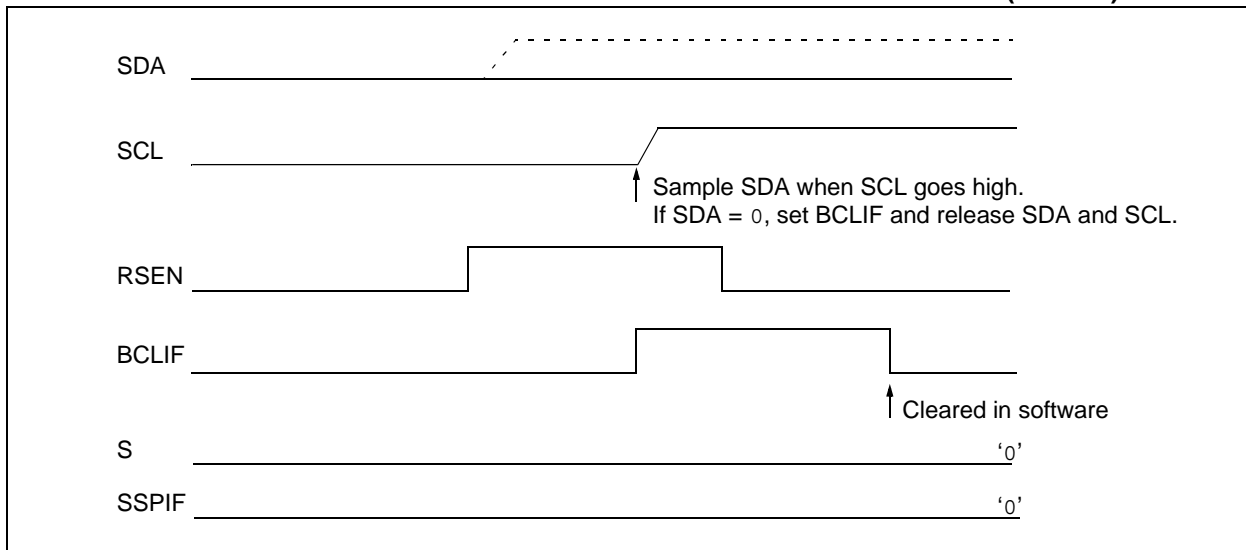 SDA
SCL
Sample SDA when SCL goes high.
If SDA = 0, set BCLIF and release SDA and SCL.
RSEN
BCLIF
Cleared in software
S
‘0’
SSPIF
‘0’